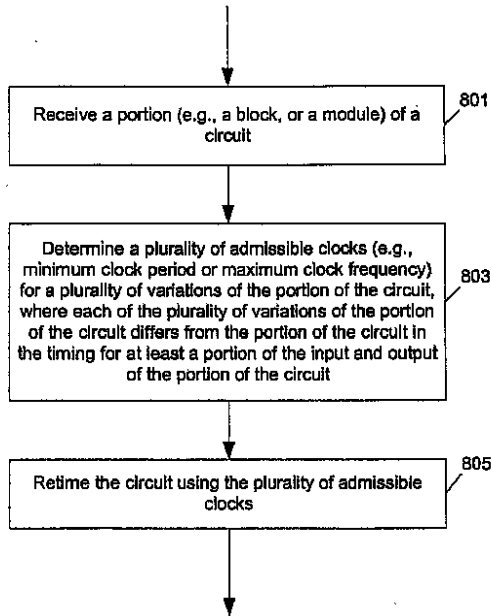 Receive a portion (e.g., a block, or a module) of a
circuit
801
Determine a plurality of admissible clocks (e.g.,
minimum clock period or maximum clock frequency)
for a plurality of variations of the portion of the circuit,
where each of the plurality of variations of the portion
of the circuit differs from the portion of the circuit in
the timing for at least a portion of the input and output
of the portion of the circuit
803
Retime the circuit using the plurality of admissible
clocks
805